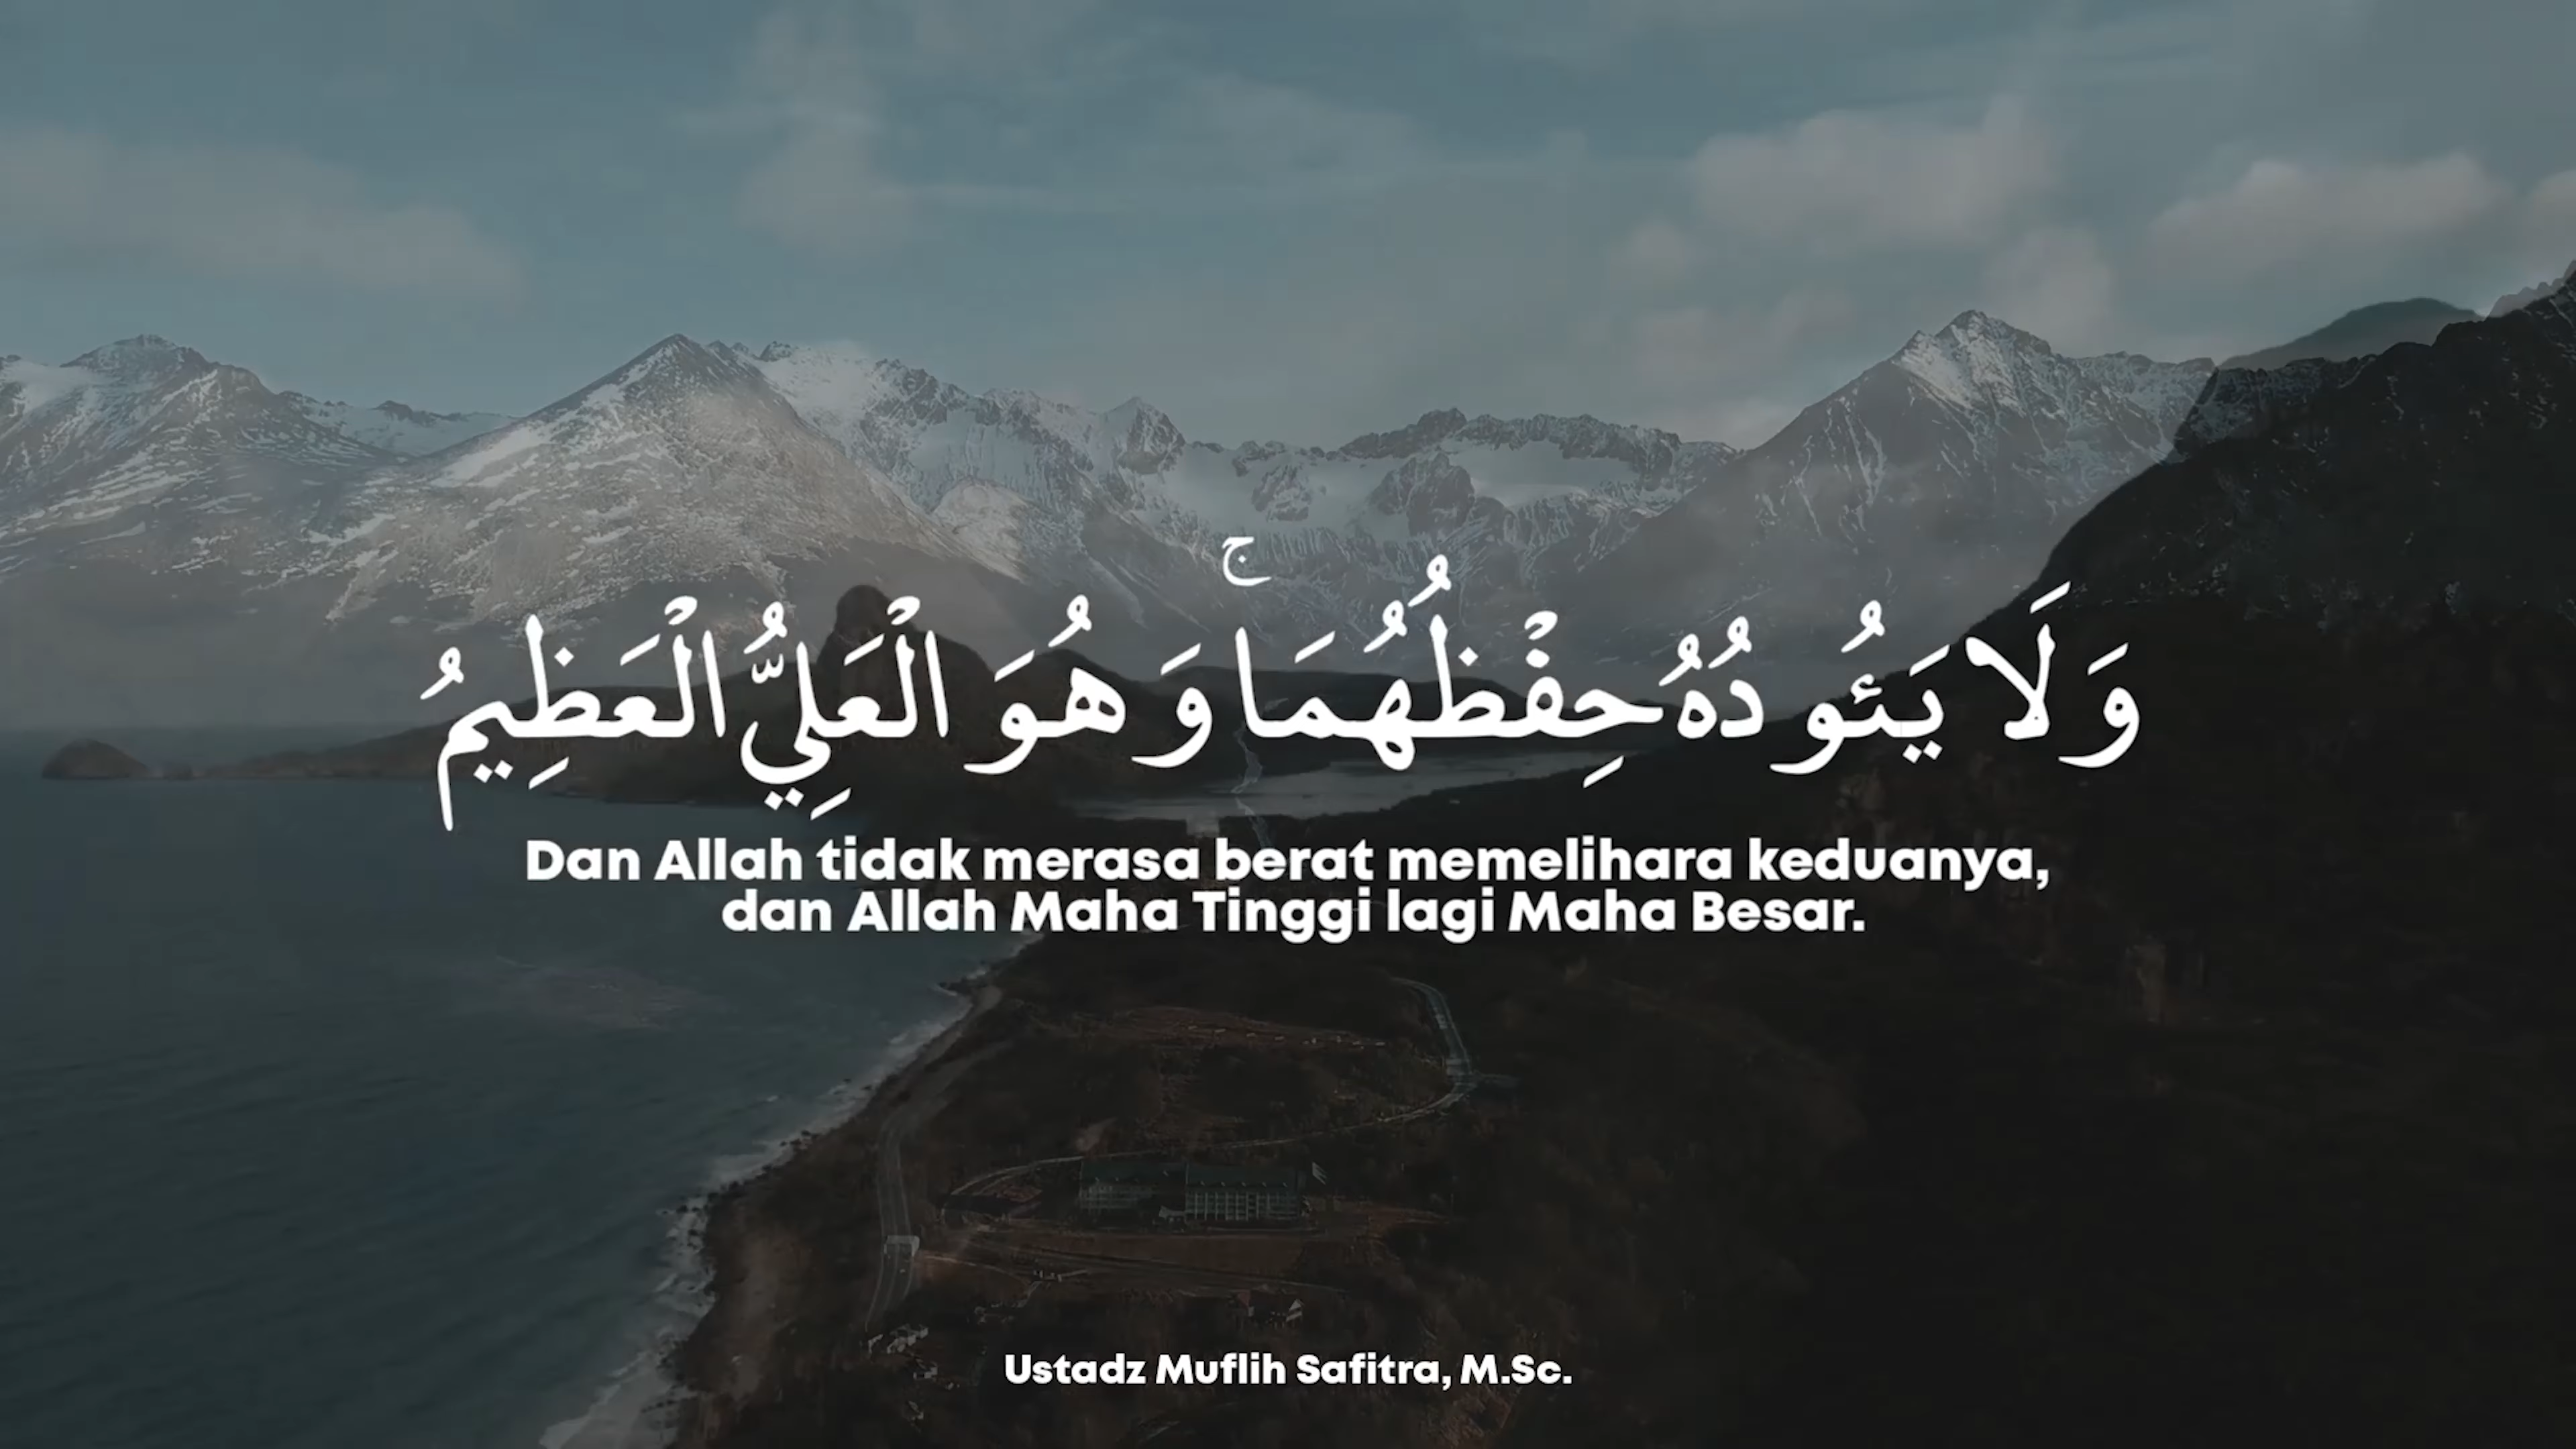 وَلَا يَـُٔودُهُ حِفْظُهُمَا ۚ وَهُوَ الْعَلِيُّ الْعَظِيمُ
Dan Allah tidak merasa berat memelihara keduanya,
dan Allah Maha Tinggi lagi Maha Besar.
Ustadz Muflih Safitra, M.Sc.